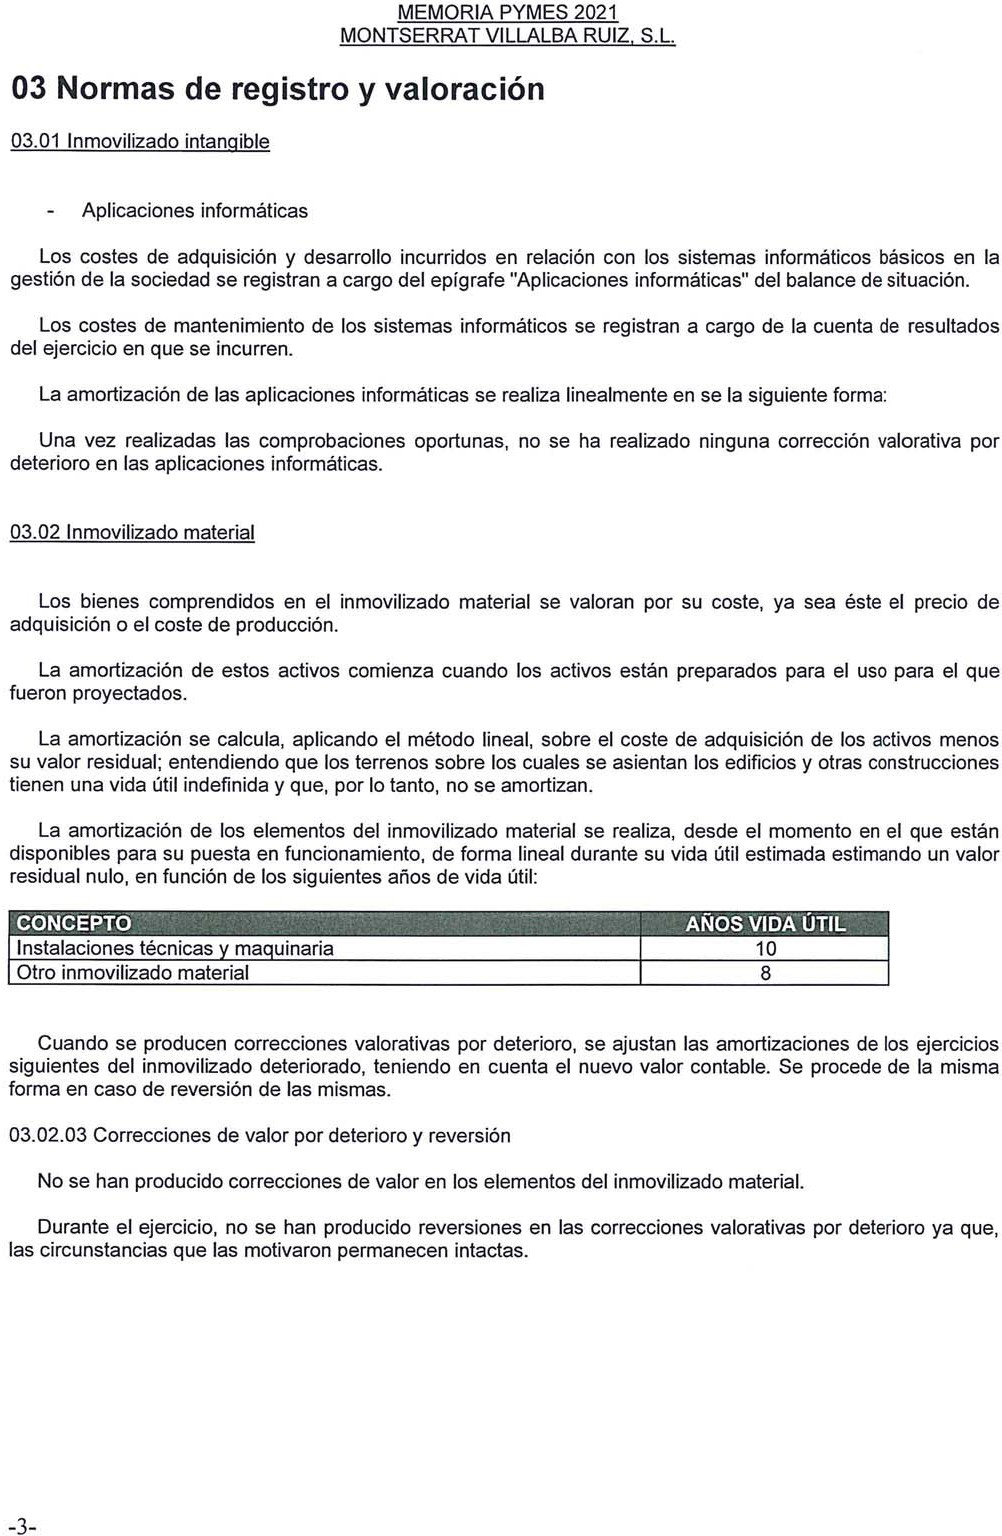 MEMORIA PYMES 2021
MONTSERRAT VILLALBA RUIZ, S.L.
03 Normas de registro y valoración
03.01 Inmovilizado intangible
- Aplicaciones informáticas
Los costes de adquisición y desarrollo incurridos en relación con los sistemas informáticos básicos en la
gestión de la sociedad se registran a cargo del epígrafe "Aplicaciones informáticas" del balance de situación.
Los costes de mantenimiento de los sistemas informáticos se registran a cargo de la cuenta de resultados
del ejercicio en que se incurren.
La amortización de las aplicaciones informáticas se realiza linealmente en se la siguiente forma:
Una vez realizadas las comprobaciones oportunas, no se ha realizado ninguna corrección valorativa por
deterioro en las aplicaciones informáticas.
03.02 Inmovilizado material
Los bienes comprendidos en el inmovilizado material se valoran por su coste, ya sea éste el precio de
adquisición o el coste de producción.
La amortización de estos activos comienza cuando los activos están preparados para el uso para el que
fueron proyectados.
La amortización se calcula, aplicando el método lineal, sobre el coste de adquisición de los activos menos
su valor residual; entendiendo que los terrenos sobre los cuales se asientan los edificios y otras construcciones
tienen una vida útil indefinida y que, por lo tanto, no se amortizan.
La amortización de los elementos del inmovilizado material se realiza, desde el momento en el que están
disponibles para su puesta en funcionamiento, de forma lineal durante su vida útil estimada estimando un valor
residual nulo, en función de los siguientes años de vida útil:
CONCEPTO AÑOS VIDA ÚTIL
Instalaciones técnicas y maquinaria 10
Otro inmovilizado material 8
Cuando se producen correcciones valorativas por deterioro, se ajustan las amortizaciones de los ejercicios
siguientes del inmovilizado deteriorado, teniendo en cuenta el nuevo valor contable. Se procede de la misma
forma en caso de reversión de las mismas.
03.02.03 Correcciones de valor por deterioro y reversión
No se han producido correcciones de valor en los elementos del inmovilizado material.
Durante el ejercicio, no se han producido reversiones en las correcciones valorativas por deterioro ya que,
las circunstancias que las motivaron permanecen intactas.
-3-